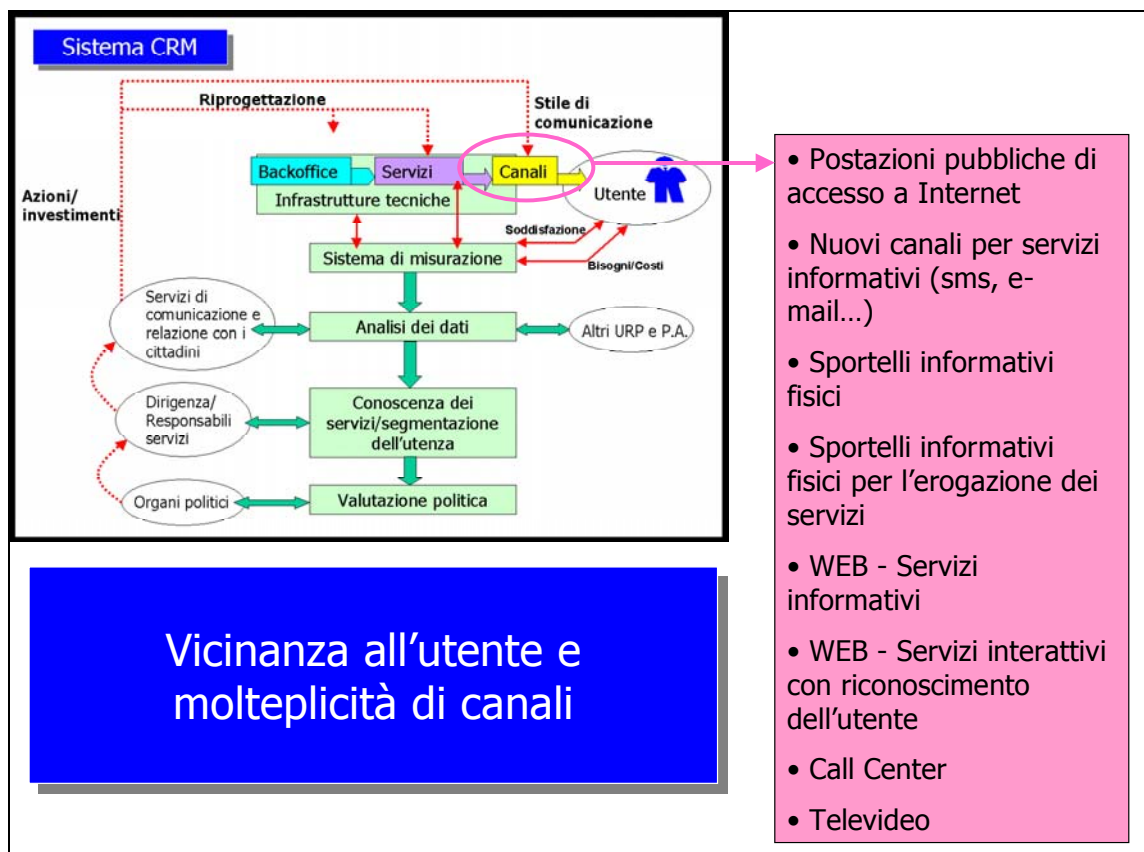 Sistema CRM
Riprogettazione
Stile di
comunicazione
Azioni/
investimenti
Backoffice
Servizi
Canali
Utente
Infrastrutture tecniche
Soddisfazione
Sistema di misurazione
Bisogni/Costi
Servizi di
comunicazione e
relazione con i
cittadini
Analisi dei dati
Altri URP e P.A.
Dirigenza/
Responsabili
servizi
Conoscenza dei
servizi/segmentazione
dell'utenza
Organi politici
Valutazione politica
Vicinanza all'utente e
molteplicità di canali
• Postazioni pubbliche di
accesso a Internet
• Nuovi canali per servizi
informativi (sms, e-
mail...)
• Sportelli informativi
fisici
• Sportelli informativi
fisici per l'erogazione dei
servizi
• WEB - Servizi
informativi
• WEB - Servizi interattivi
con riconoscimento
dell'utente
• Call Center
• Televideo